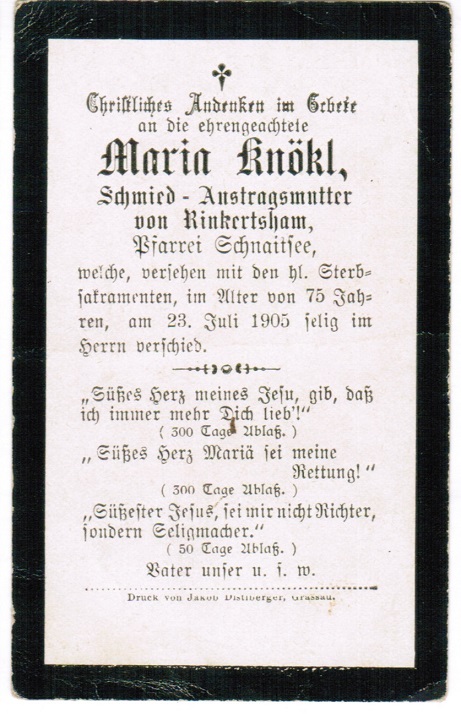 Christliches Andenken im Gebete
an die ehrengeachtete
Maria Knökl,
Schmied - Austragsmutter
von Rinkertsham,
Pfarrei Schnaitsee,
welche, versehen mit den hl. Sterb-
sakramenten, im Alter von 75 Jah-
ren, am 23. Juli 1905 selig im
Herrn verschied.
„Süßes Herz meines Jesu, gib, daß
ich immer mehr Dich lieb'!"
( 300 Tage Ablaß. )
„Süßes Herz Mariä sei meine
Rettung!"
( 300 Tage Ablaß. )
„Süßester Jesus, sei mir nicht Richter,
sondern Seligmacher."
( 50 Tage Ablaß. )
Vater unser u. s. w.
Druck von Jakob Distlberger, Grassau.